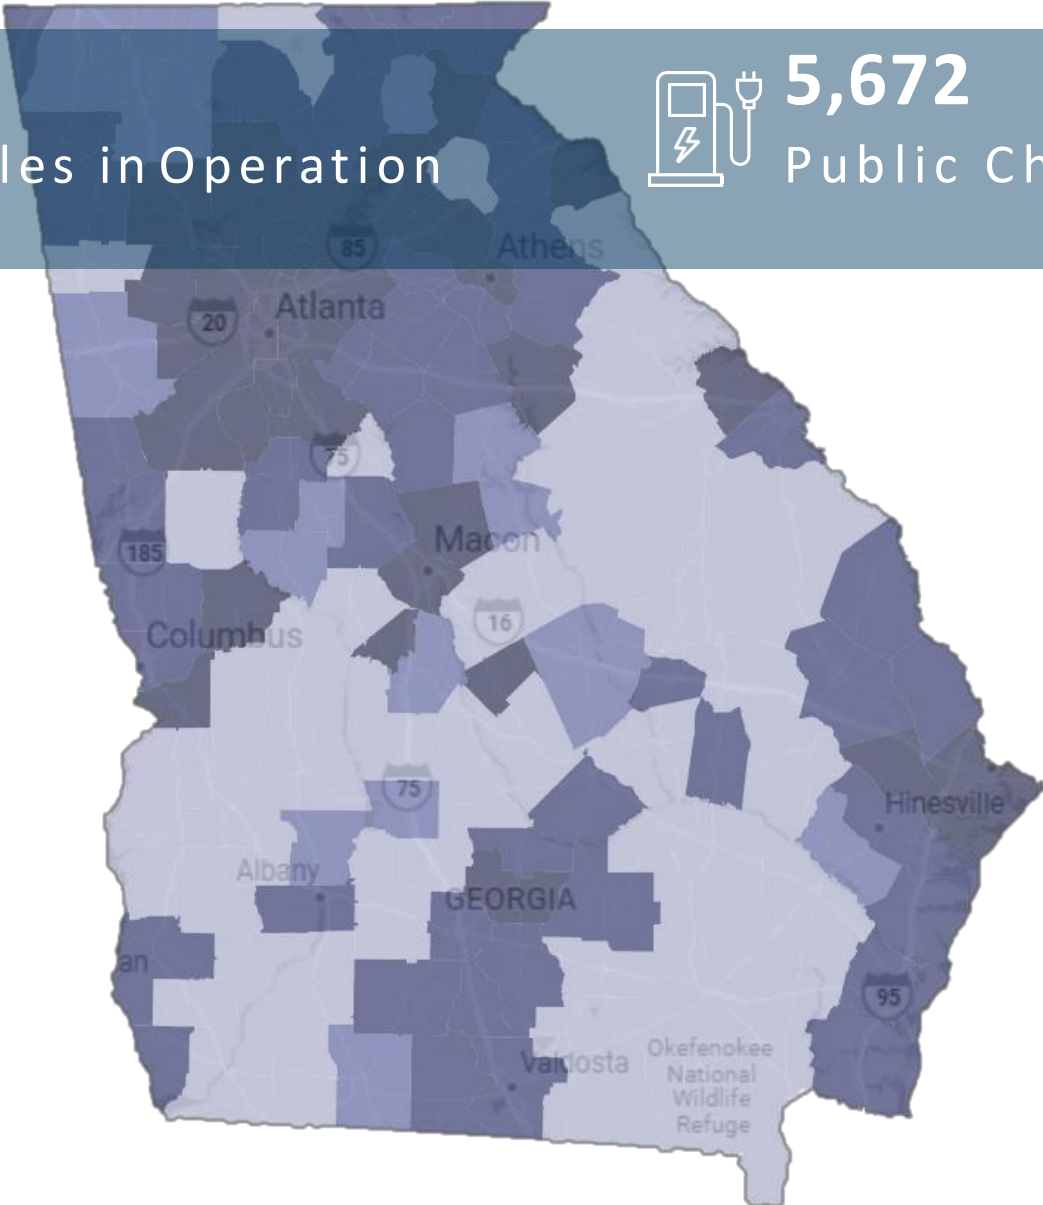 5,672
les in Operation
Public Ch
85
Athens
20
Atlanta
75
185
Macon
16
Columbus
75
Hinesville
Albany
GEORGIA
an
95
Valdosta
Okefenokee
National
Wildlife
Refuge